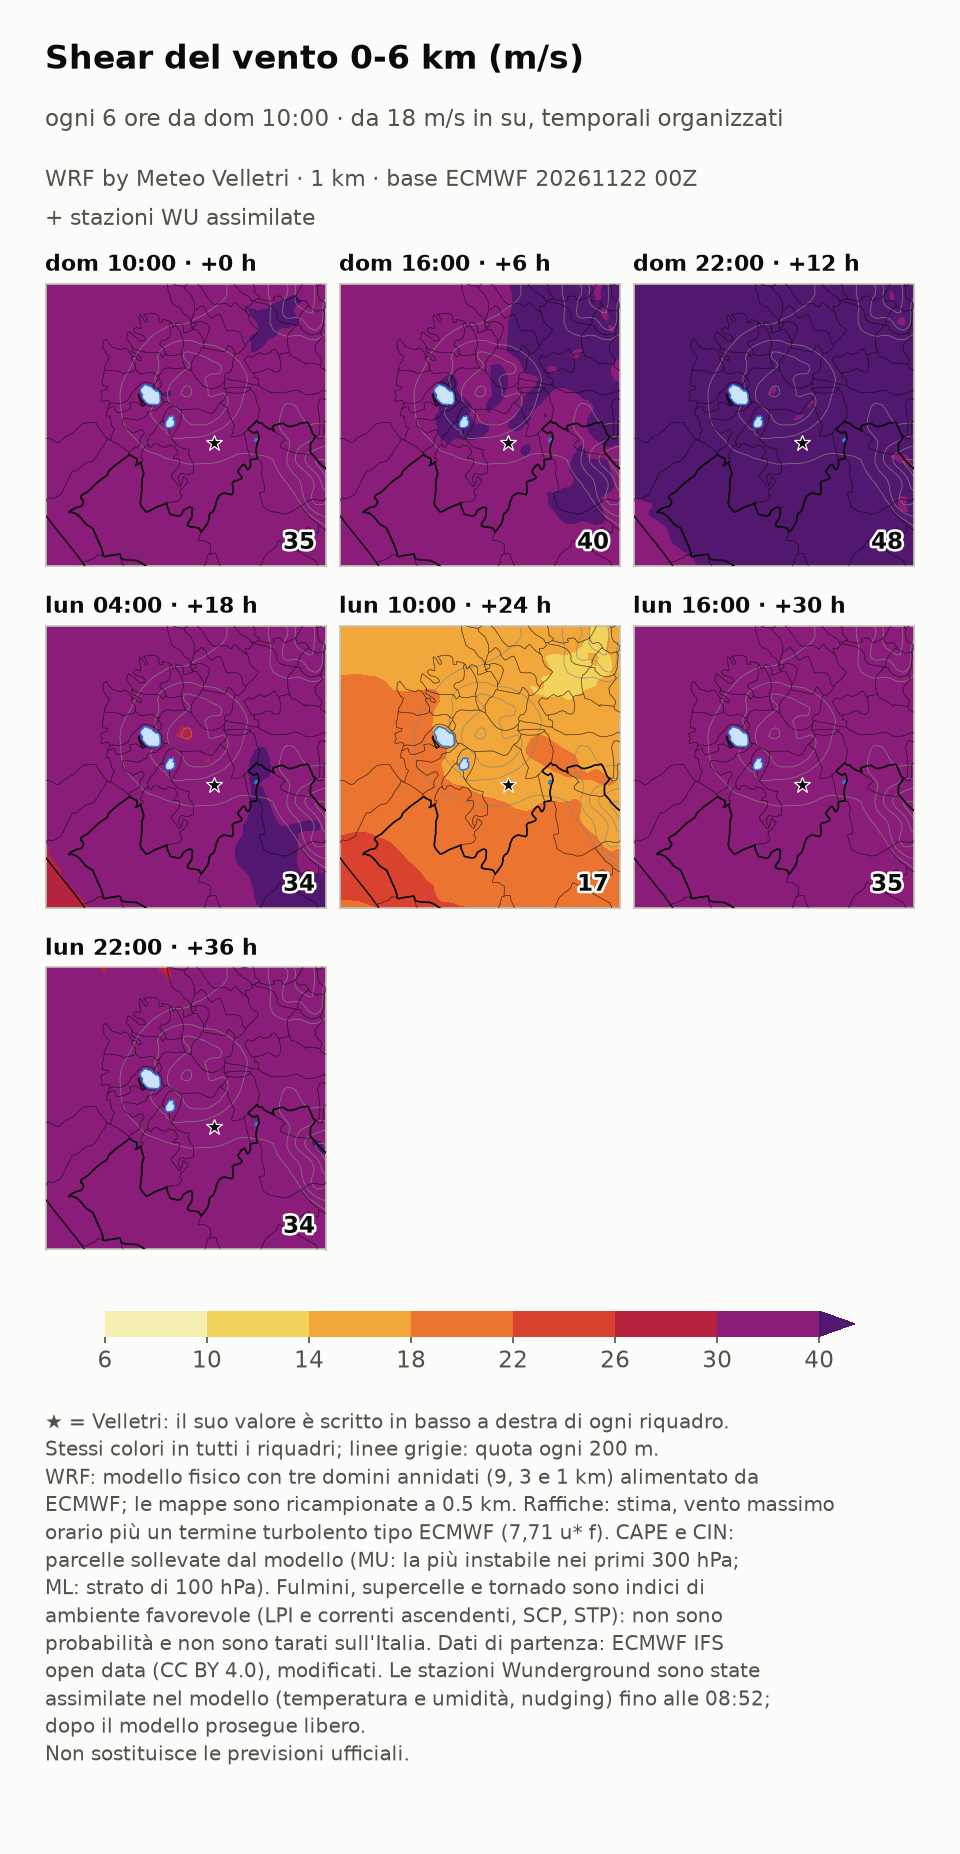 Shear del vento 0-6 km (m/s)
ogni 6 ore da dom 10:00 · da 18 m/s in su, temporali organizzati
WRF by Meteo Velletri · 1 km · base ECMWF 20261122 00Z
+ stazioni WU assimilate
dom 10:00 · +0 h
dom 16:00 · +6 h
dom 22:00 · +12 h
35
40
48
lun 04:00 · +18 h
lun 10:00 · +24 h
lun 16:00 · +30 h
34
17
35
lun 22:00 · +36 h
34
6 10 14 18 22 26 30 40
★ = Velletri: il suo valore è scritto in basso a destra di ogni riquadro.
Stessi colori in tutti i riquadri; linee grigie: quota ogni 200 m.
WRF: modello fisico con tre domini annidati (9, 3 e 1 km) alimentato da
ECMWF; le mappe sono ricampionate a 0.5 km. Raffiche: stima, vento massimo
orario più un termine turbolento tipo ECMWF (7,71 u* f). CAPE e CIN:
parcelle sollevate dal modello (MU: la più instabile nei primi 300 hPa;
ML: strato di 100 hPa). Fulmini, supercelle e tornado sono indici di
ambiente favorevole (LPI e correnti ascendenti, SCP, STP): non sono
probabilità e non sono tarati sull'Italia. Dati di partenza: ECMWF IFS
open data (CC BY 4.0), modificati. Le stazioni Wunderground sono state
assimilate nel modello (temperatura e umidità, nudging) fino alle 08:52;
dopo il modello prosegue libero.
Non sostituisce le previsioni ufficiali.